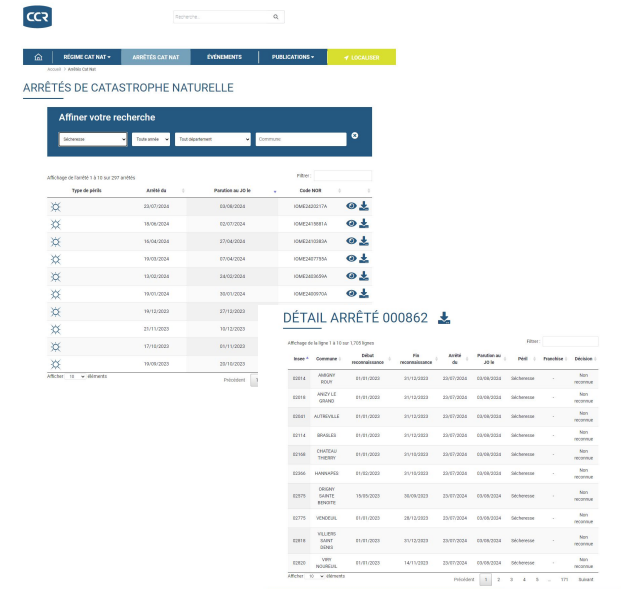 CCR
Recherche...
RÉGIME CAT NAT
ARRÊTÉS CAT NAT
ÉVÉNEMENTS
PUBLICATIONS
LOCALISER
Accueil > Arrêtés Cat Nat
ARRÊTÉS DE CATASTROPHE NATURELLE
Affiner votre recherche
Sécheresse
Toute année
Tout département
Commune
Affichage de l'arrêté 1 à 10 sur 297 arrêtés
Filtrer :
Type de périls Arrêté du Parution au JO le Code NOR
23/07/2024 03/08/2024 IOME2420217A
18/06/2024 02/07/2024
16/04/2024 27/04/2024 IOME2410383A
19/03/2024 07/04/2024
13/02/2024 24/02/2024
19/01/2024 30/01/2024 IOME2400970A
19/12/2023 27/12/2023
21/11/2023 10/12/2023
17/10/2023 01/11/2023
19/09/2023 20/10/2023
Afficher 10 éléments
Précédent 1
DÉTAIL ARRÊTÉ 000862
Affichage de la ligne 1 à 10 sur 1,705 lignes
Filtrer :
Insee Commune Début reconnaissance Fin reconnaissance Arrêté du Parution au JO le Péril Franchise Décision
02014 AMIGNY ROUY 01/01/2023 31/12/2023 23/07/2024 03/08/2024 Sécheresse - Non reconnue
02018 ANIZY LE GRAND 01/01/2023 31/12/2023 23/07/2024 03/08/2024 Sécheresse - Non reconnue
02041 AUTREVILLE 01/01/2023 31/12/2023 23/07/2024 03/08/2024 Sécheresse - Non reconnue
02114 BRASLES 01/01/2023 31/12/2023 23/07/2024 03/08/2024 Sécheresse - Non reconnue
02168 CHATEAU THIERRY 01/01/2023 31/10/2023 23/07/2024 03/08/2024 Sécheresse - Non reconnue
02366 HANNAPES 01/02/2023 31/10/2023 23/07/2024 03/08/2024 Sécheresse - Non reconnue
02575 ORIGNY SAINTE BENOITE 15/05/2023 30/09/2023 23/07/2024 03/08/2024 Sécheresse - Non reconnue
02775 VENDEUIL 01/01/2023 28/12/2023 23/07/2024 03/08/2024 Sécheresse - Non reconnue
02818 VILLIERS SAINT DENIS 01/01/2023 31/12/2023 23/07/2024 03/08/2024 Sécheresse - Non reconnue
02820 VIRY NOUREUIL 01/01/2023 14/11/2023 23/07/2024 03/08/2024 Sécheresse - Non reconnue
Afficher 10 éléments
Précédent 1 2 3 4 5 ... 171 Suivant